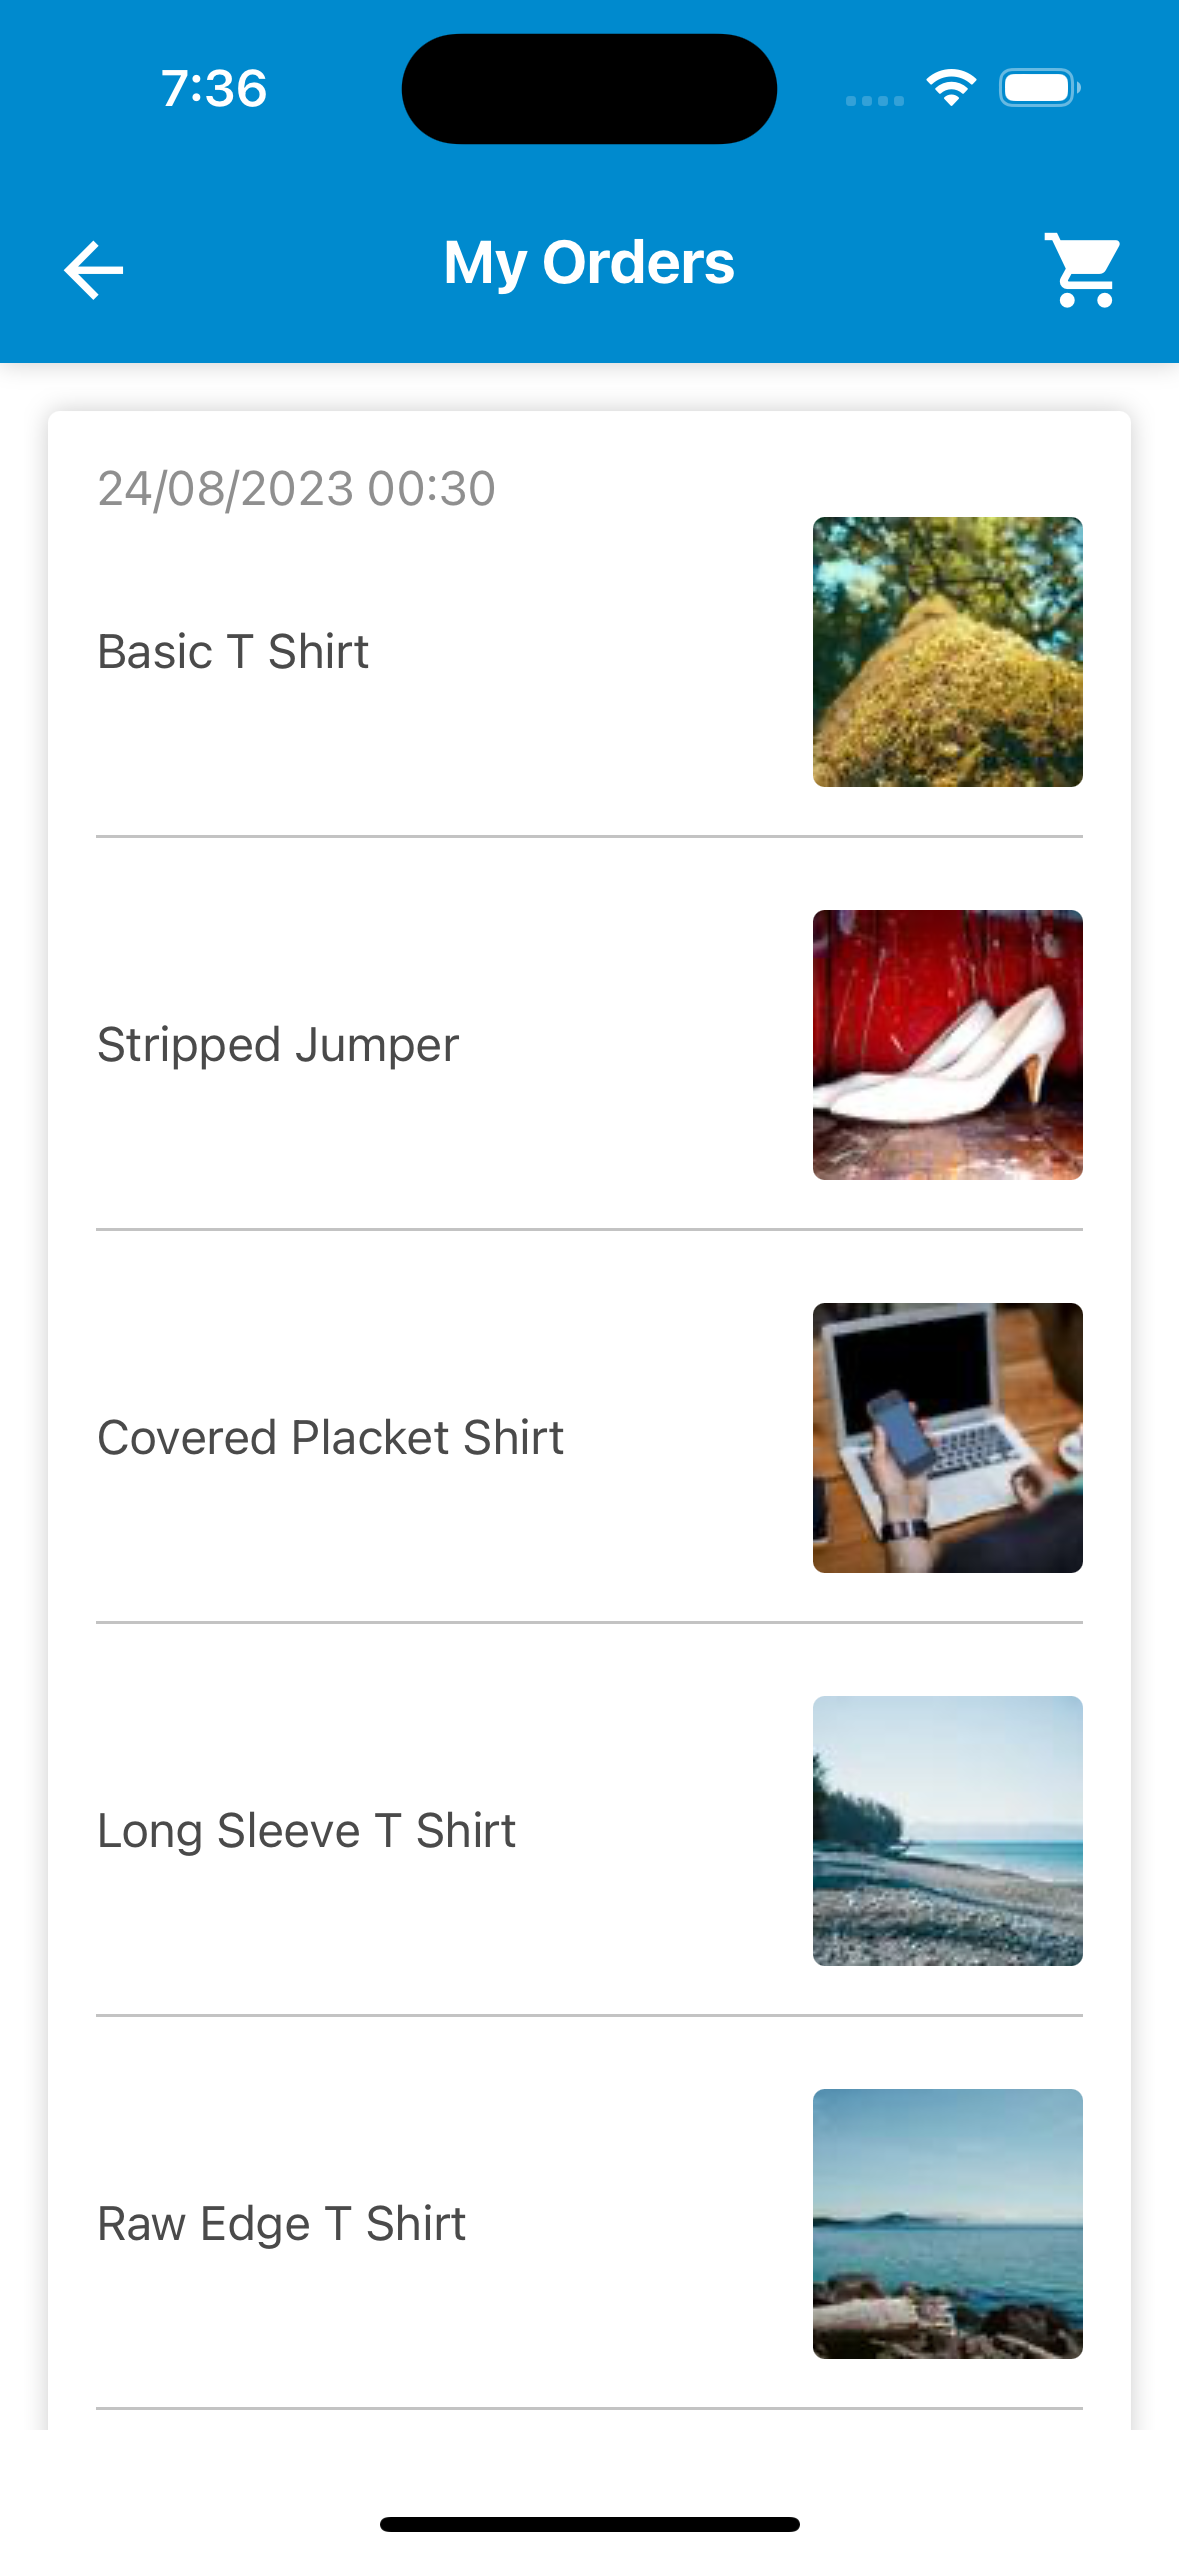 7:36
My Orders
24/08/2023 00:30
Basic T Shirt
Stripped Jumper
Covered Placket Shirt
Long Sleeve T Shirt
Raw Edge T Shirt